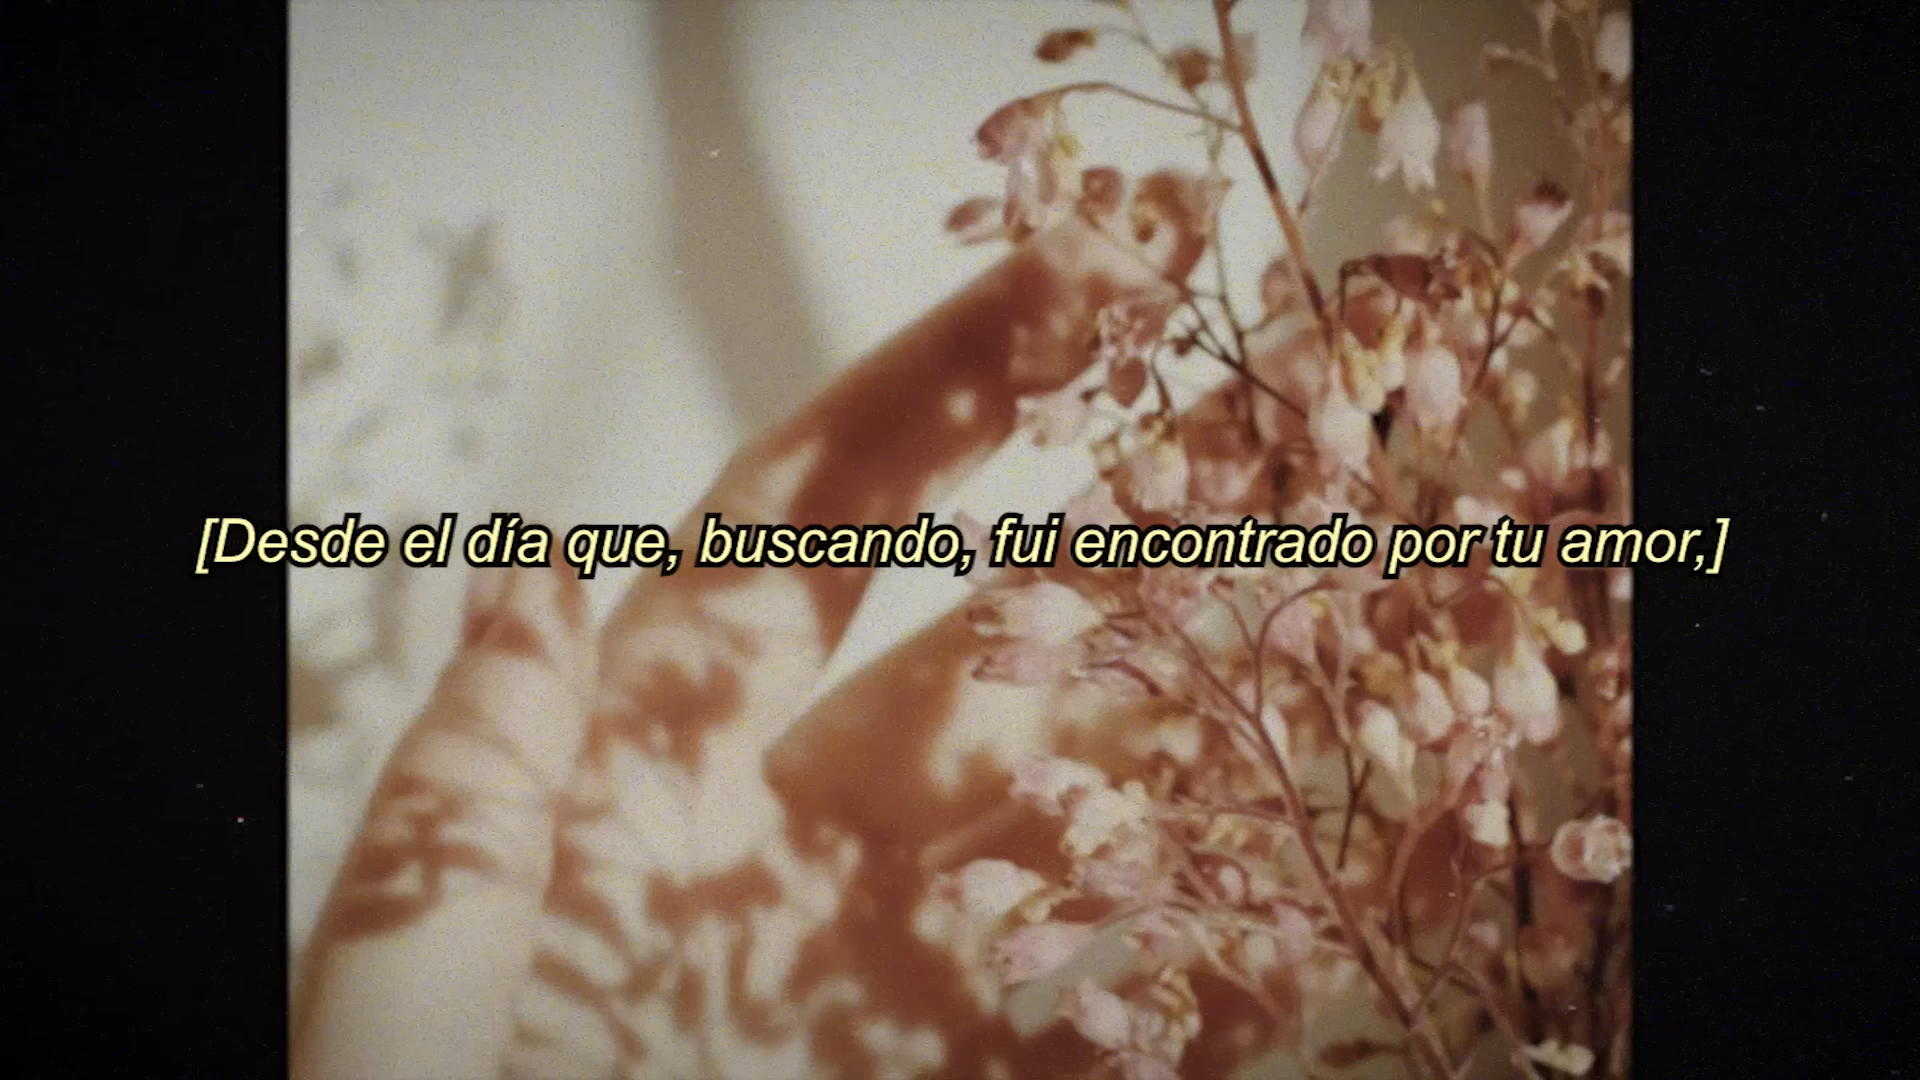 [Desde el día que, buscando, fui encontrado por tu amor,]